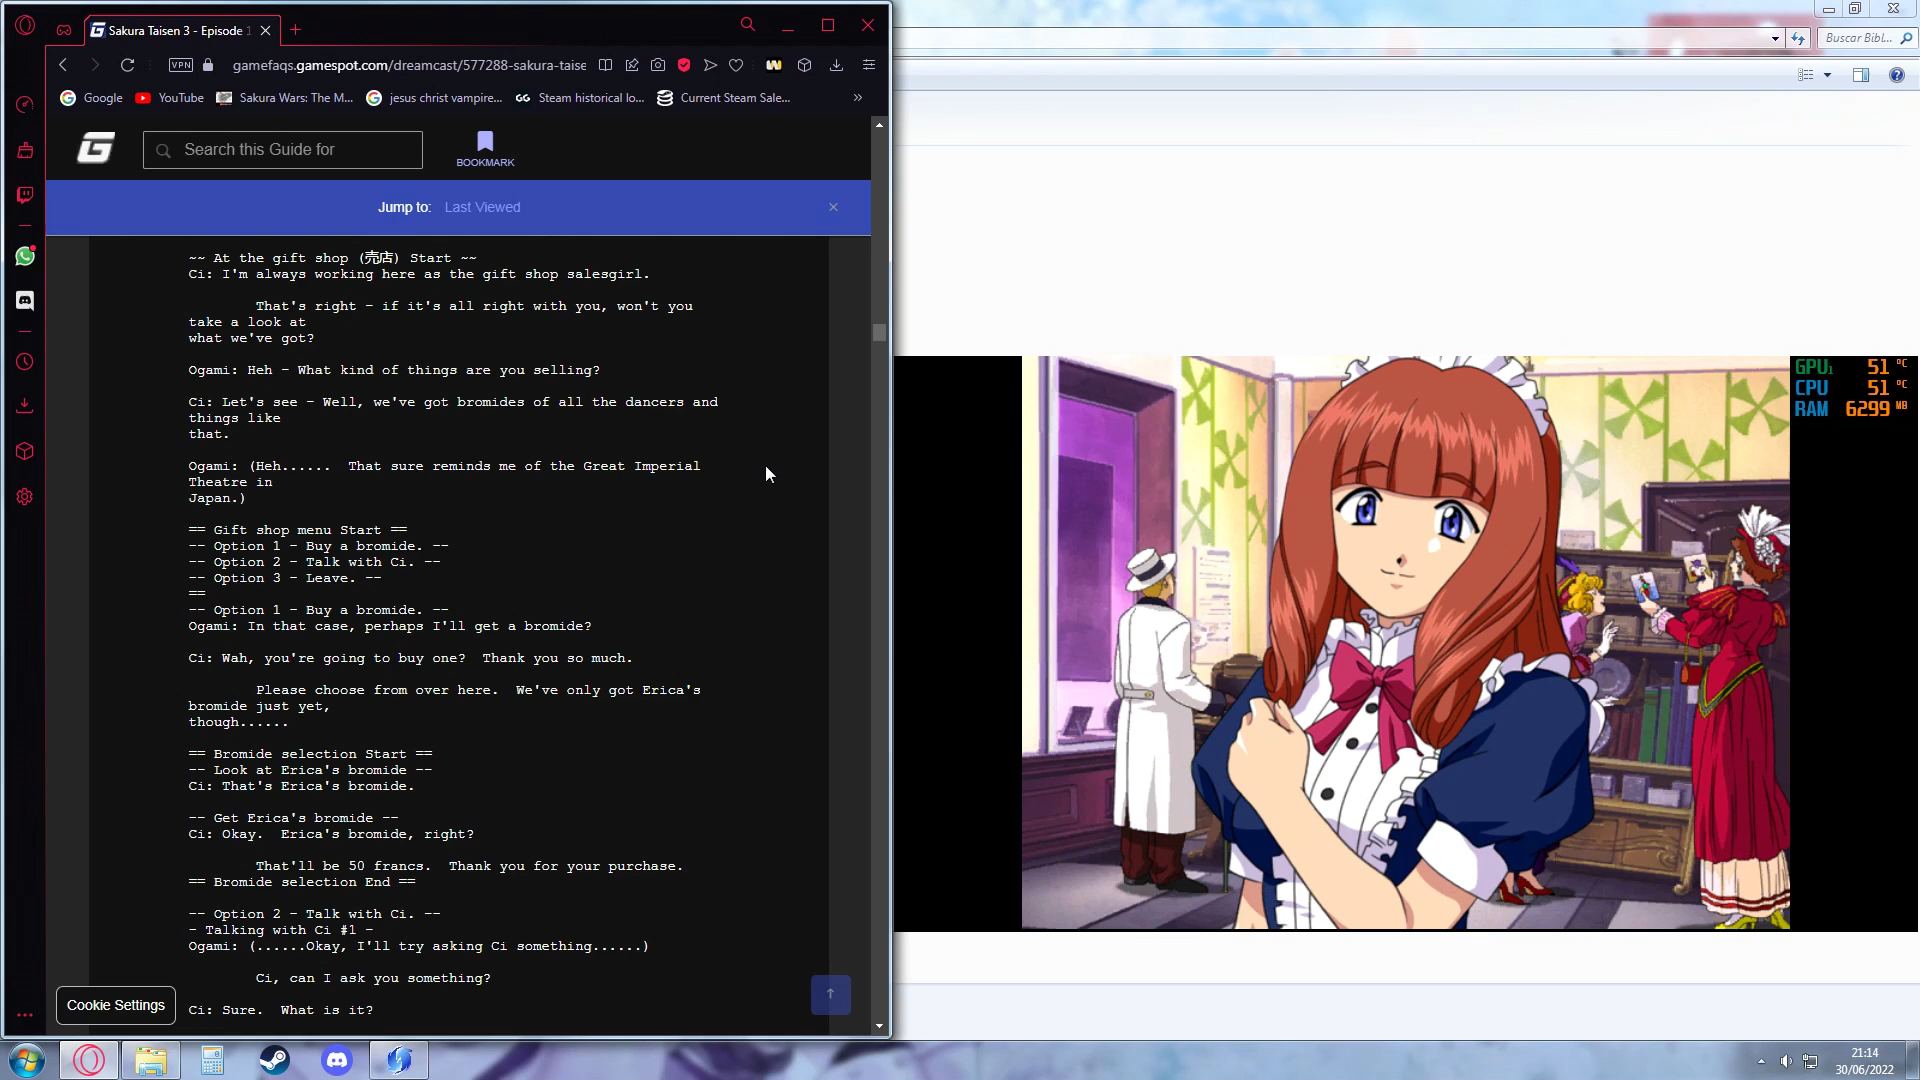 Sakura Taisen 3 - Episode 1
VPN
gamefaqs.gamespot.com/dreamcast/577288-sakura-taise
Google
YouTube
Sakura Wars: The M...
jesus christ vampire...
GG
Steam historical lo...
Current Steam Sale...
Search this Guide for
BOOKMARK
Jump to: Last Viewed
~~ At the gift shop (売店) Start ~~
Ci: I'm always working here as the gift shop salesgirl.
That's right - if it's all right with you, won't you
take a look at
what we've got?
Ogami: Heh - What kind of things are you selling?
Ci: Let's see - Well, we've got bromides of all the dancers and
things like
that.
Ogami: (Heh......  That sure reminds me of the Great Imperial
Theatre in
Japan.)
== Gift shop menu Start ==
-- Option 1 - Buy a bromide. --
-- Option 2 - Talk with Ci. --
-- Option 3 - Leave. --
==
-- Option 1 - Buy a bromide. --
Ogami: In that case, perhaps I'll get a bromide?
Ci: Wah, you're going to buy one?  Thank you so much.
Please choose from over here.  We've only got Erica's
bromide just yet,
though......
== Bromide selection Start ==
-- Look at Erica's bromide --
Ci: That's Erica's bromide.
-- Get Erica's bromide --
Ci: Okay.  Erica's bromide, right?
That'll be 50 francs.  Thank you for your purchase.
== Bromide selection End ==
-- Option 2 - Talk with Ci. --
- Talking with Ci #1 -
Ogami: (......Okay, I'll try asking Ci something......)
Ci, can I ask you something?
Ci: Sure.  What is it?
Cookie Settings
Buscar Bibl...
GPU1 51 °C
CPU 51 °C
RAM 6299 MB
21:14
30/06/2022